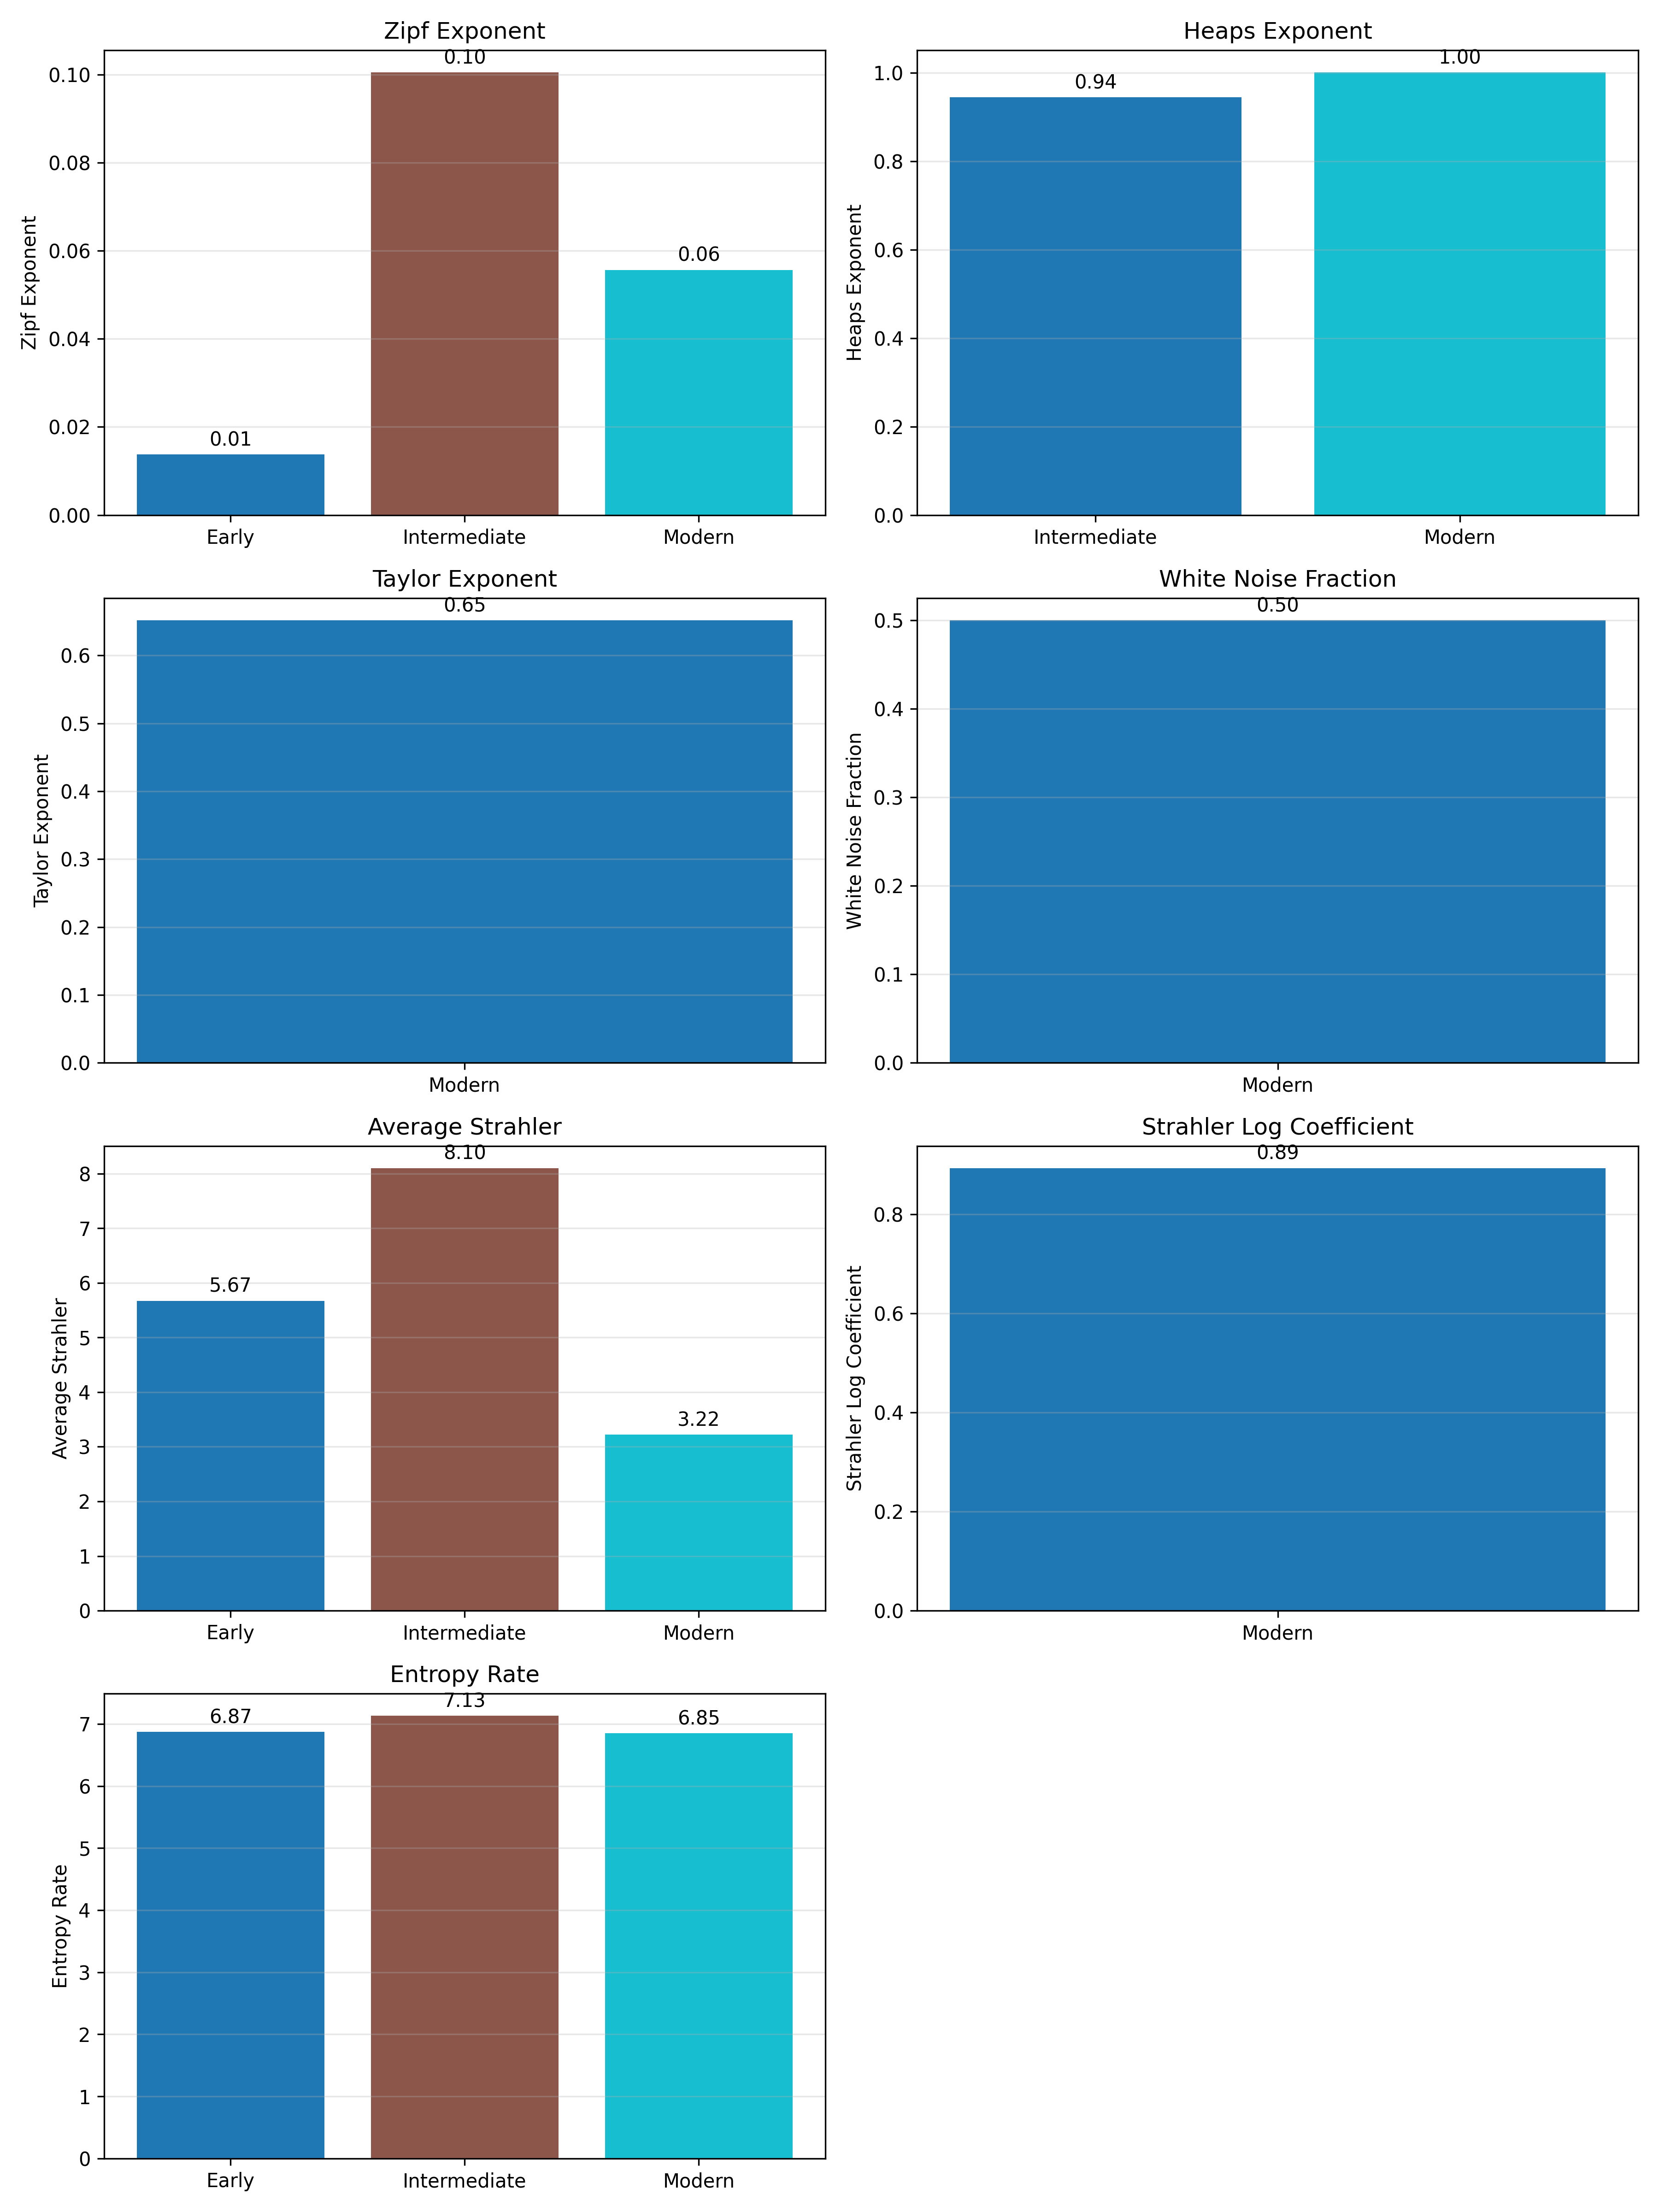 Zipf Exponent
Zipf Exponent
0.10
0.08
0.06
0.04
0.02
0.00
0.01
0.10
0.06
Early
Intermediate
Modern
Heaps Exponent
Heaps Exponent
1.0
0.8
0.6
0.4
0.2
0.0
0.94
1.00
Intermediate
Modern
Taylor Exponent
Taylor Exponent
0.6
0.5
0.4
0.3
0.2
0.1
0.0
0.65
Modern
White Noise Fraction
White Noise Fraction
0.5
0.4
0.3
0.2
0.1
0.0
0.50
Modern
Average Strahler
Average Strahler
8
7
6
5
4
3
2
1
0
5.67
8.10
3.22
Early
Intermediate
Modern
Strahler Log Coefficient
Strahler Log Coefficient
0.8
0.6
0.4
0.2
0.0
0.89
Modern
Entropy Rate
Entropy Rate
7
6
5
4
3
2
1
0
6.87
7.13
6.85
Early
Intermediate
Modern